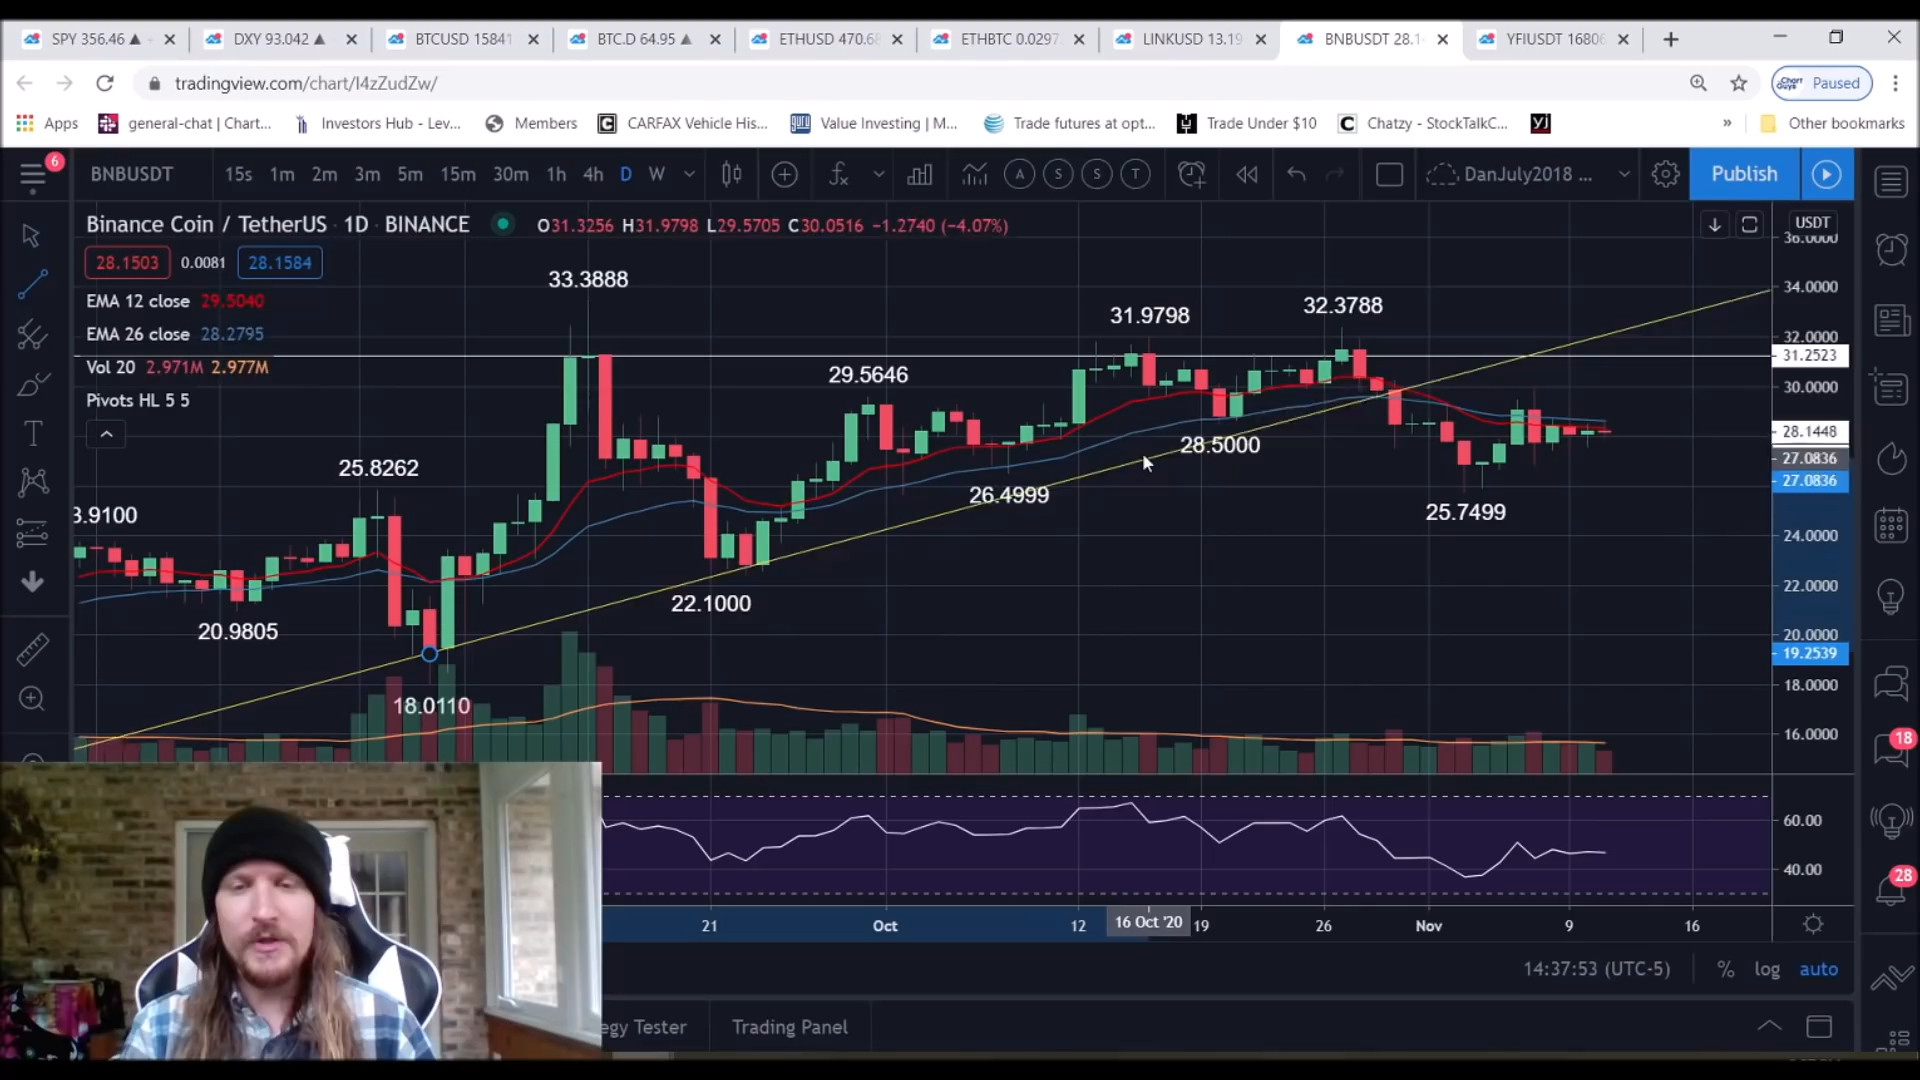 SPY 356.46
DXY 93.042
BTCUSD 15841
BTC.D 64.95
ETHUSD 470.68
ETHBTC 0.0297
LINKUSD 13.19
BNBUSDT 28.1
YFIUSDT 16806
tradingview.com/chart/I4zZudZw/
Paused
Apps
general-chat | Chart...
Investors Hub - Lev...
Members
CARFAX Vehicle His...
Value Investing | M...
Trade futures at opt...
Trade Under $10
Chatzy - StockTalkC...
Other bookmarks
6
BNBUSDT
15s 1m 2m 3m 5m 15m 30m 1h 4h D W
A S S T
DanJuly2018 ...
Publish
Binance Coin / TetherUS · 1D · BINANCE
O31.3256 H31.9798 L29.5705 C30.0516 −1.2740 (−4.07%)
USDT
28.1503 0.0081 28.1584
EMA 12 close 29.5040
EMA 26 close 28.2795
Vol 20 2.971M 2.977M
Pivots HL 5 5
33.3888
31.9798
32.3788
29.5646
28.5000
25.8262
26.4999
25.7499
3.9100
22.1000
20.9805
18.0110
36.0000
34.0000
32.0000
31.2523
30.0000
28.1448
27.0836
27.0836
24.0000
22.0000
20.0000
19.2539
18.0000
16.0000
60.00
40.00
18
28
21 Oct 12 16 Oct '20 19 26 Nov 9 16
14:37:53 (UTC-5) % log auto
egy Tester Trading Panel